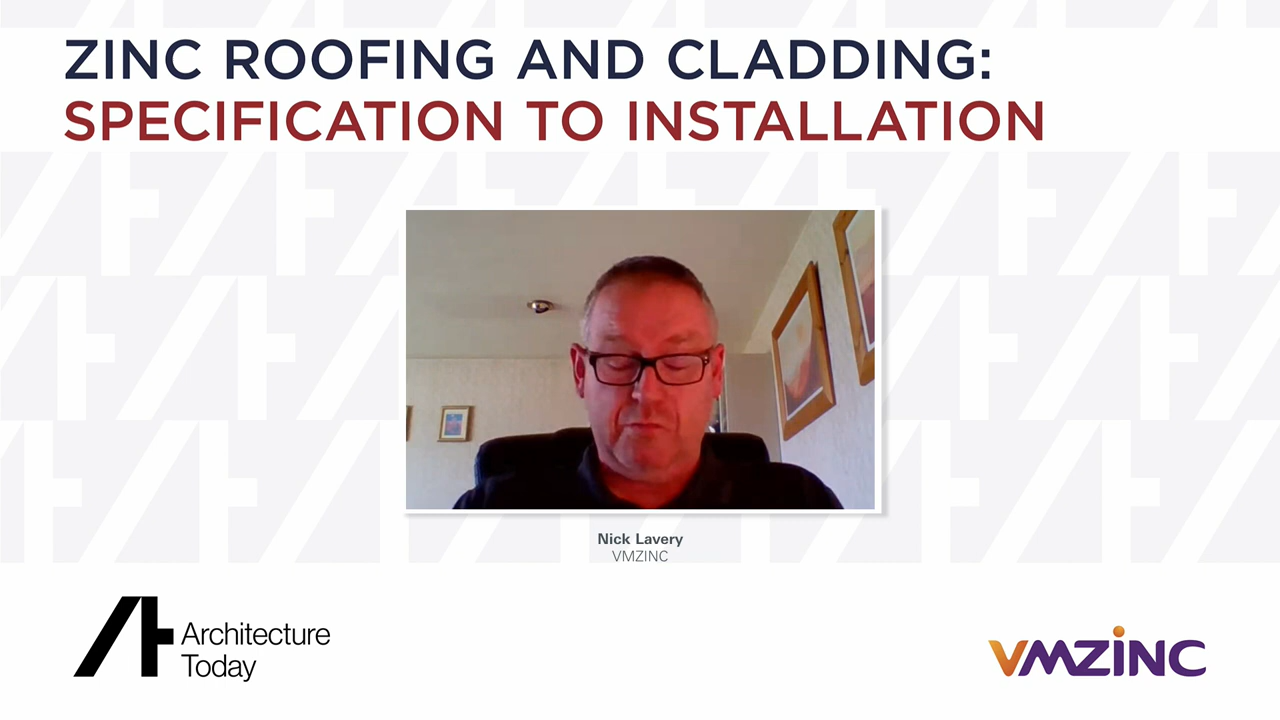 ZINC ROOFING AND CLADDING:
SPECIFICATION TO INSTALLATION
Nick Lavery
VMZINC
Architecture
Today
VMZINC